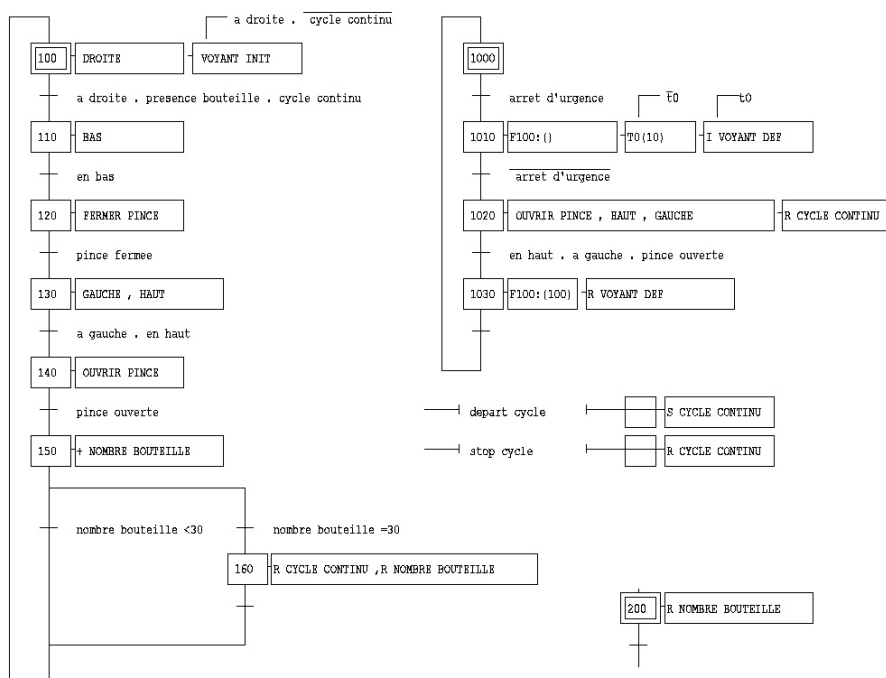 a droite . cycle continu
100 DROITE VOYANT INIT
a droite . presence bouteille . cycle continu
110 BAS
en bas
120 FERMER PINCE
pince fermee
130 GAUCHE , HAUT
a gauche . en haut
140 OUVRIR PINCE
pince ouverte
150 + NOMBRE BOUTEILLE
nombre bouteille <30
nombre bouteille =30
160 R CYCLE CONTINU ,R NOMBRE BOUTEILLE
1000
arret d'urgence
t0
t0
1010 F100:() T0(10) I VOYANT DEF
arret d'urgence
1020 OUVRIR PINCE , HAUT , GAUCHE R CYCLE CONTINU
en haut . a gauche . pince ouverte
1030 F100:(100) R VOYANT DEF
depart cycle S CYCLE CONTINU
stop cycle R CYCLE CONTINU
200 R NOMBRE BOUTEILLE